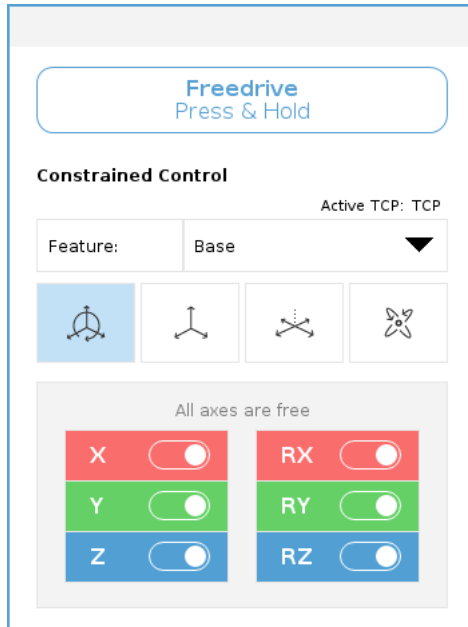 Freedrive
Press & Hold
Constrained Control
Active TCP: TCP
Feature: Base
All axes are free
X RX
Y RY
Z RZ